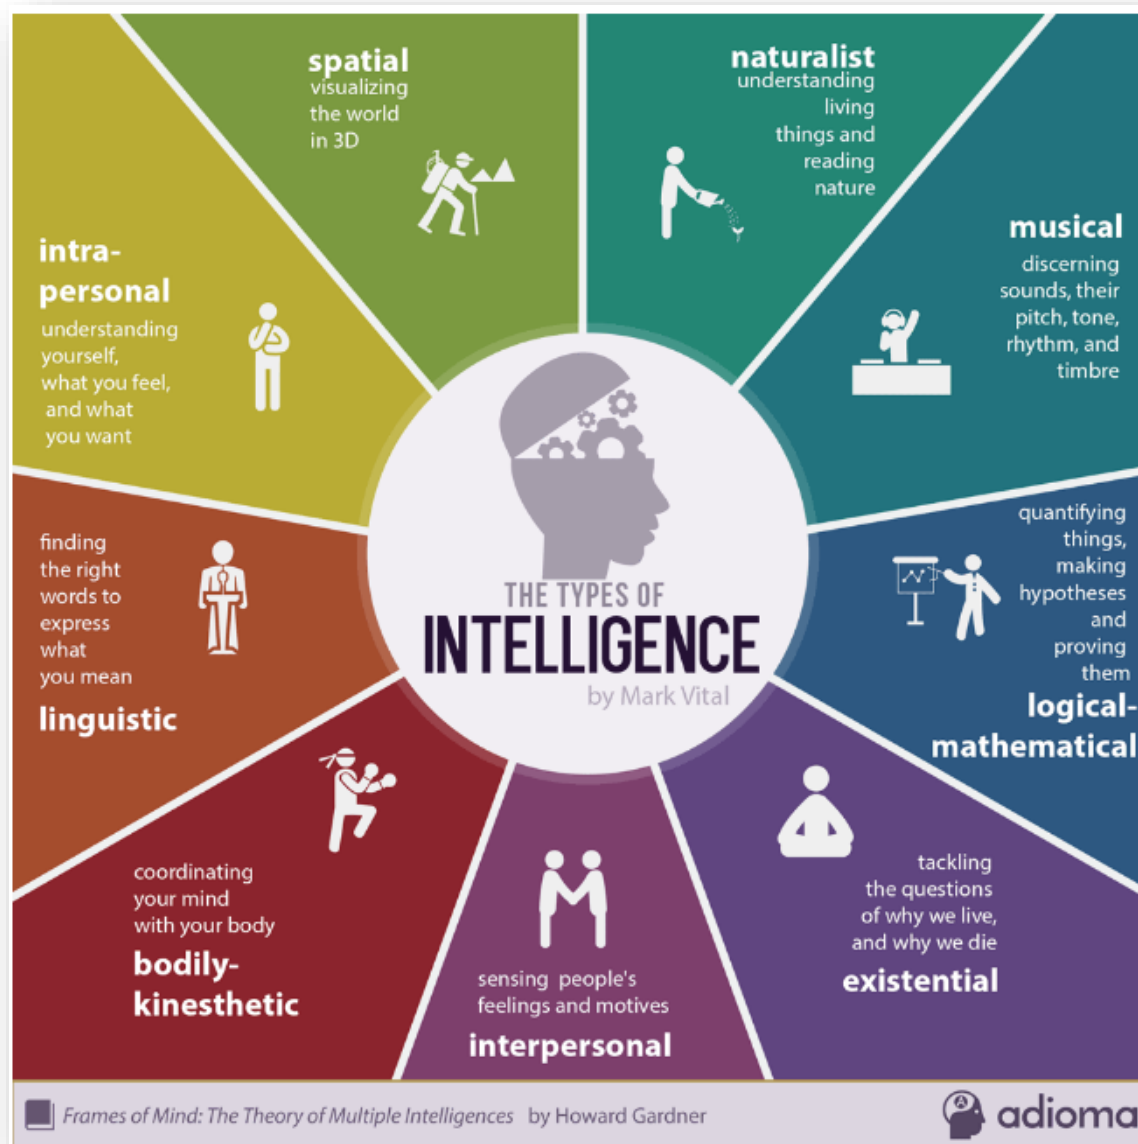 spatial
visualizing
the world
in 3D
naturalist
understanding
living
things and
reading
nature
musical
discerning
sounds, their
pitch, tone,
rhythm, and
timbre
quantifying
things,
making
hypotheses
and
proving
them
logical-
mathematical
tackling
the questions
of why we live,
and why we die
existential
sensing people's
feelings and motives
interpersonal
coordinating
your mind
with your body
bodily-
kinesthetic
finding
the right
words to
express
what
you mean
linguistic
intra-
personal
understanding
yourself,
what you feel,
and what
you want
THE TYPES OF
INTELLIGENCE
by Mark Vital
Frames of Mind: The Theory of Multiple Intelligences by Howard Gardner
A
adioma